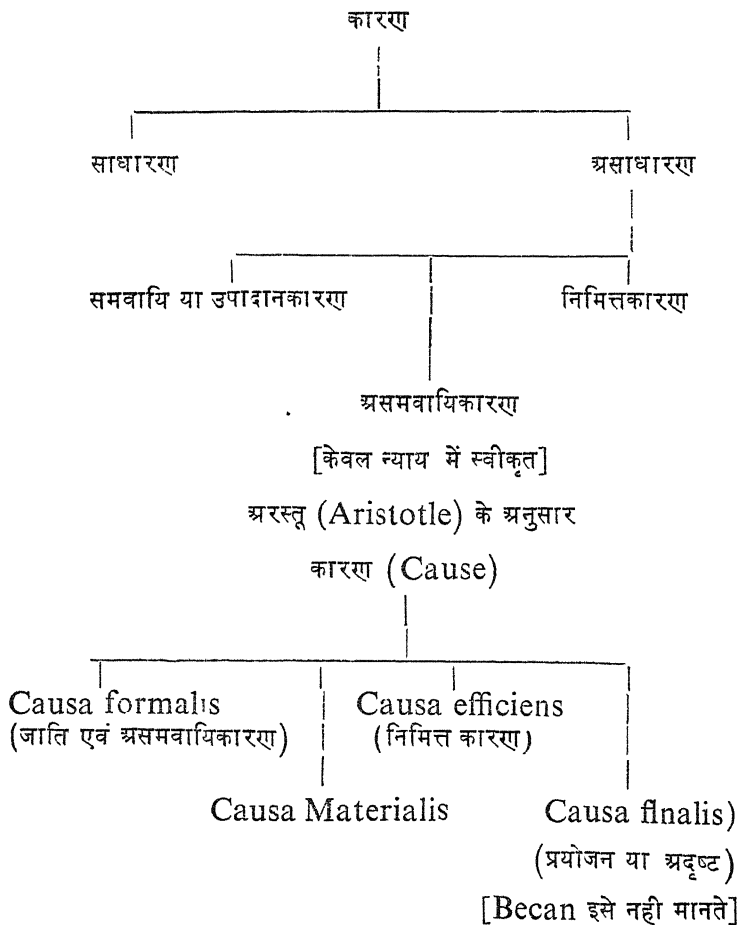 कारण
साधारण असाधारण
समवायि या उपादानकारण निमित्तकारण
असमवायिकारण
[केवल न्याय में स्वीकृत]
अरस्तू (Aristotle) के अनुसार
कारण (Cause)
Causa formalis Causa efficiens
(जाति एवं असमवायिकारण) (निमित्त कारण)
Causa Materialis Causa finalis)
(प्रयोजन या अदृष्ट)
[Becan इसे नही मानते]